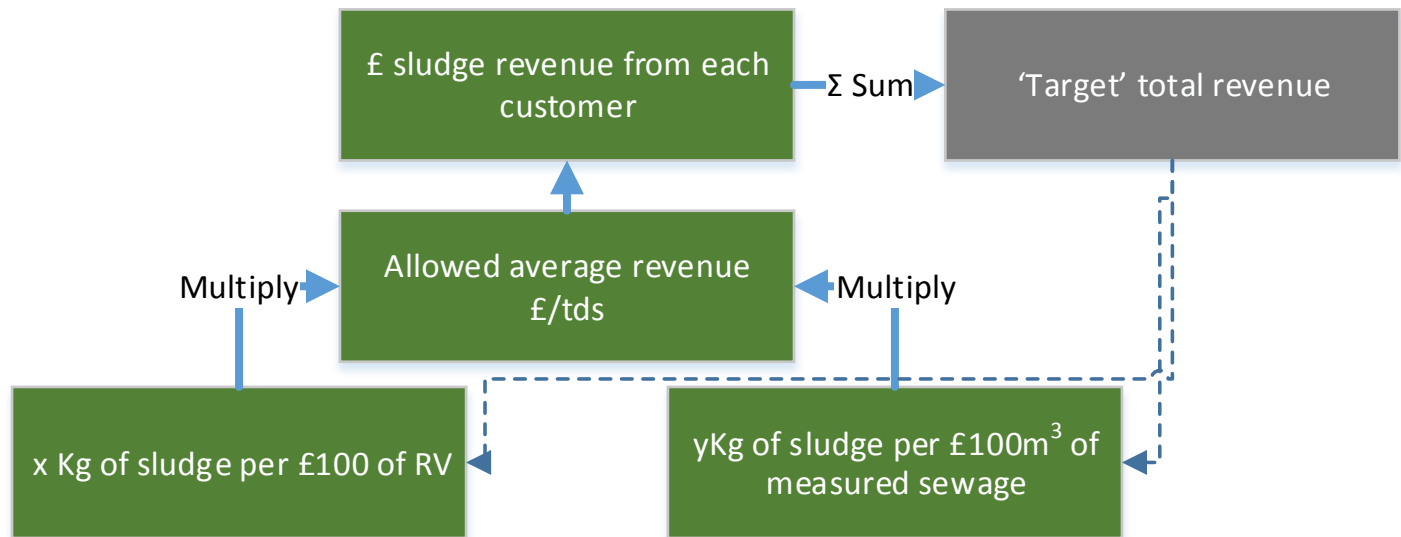 £ sludge revenue from each
customer
Σ Sum
‘Target’ total revenue
Multiply
Allowed average revenue
£/tds
Multiply
x Kg of sludge per £100 of RV
yKg of sludge per £100m³ of
measured sewage